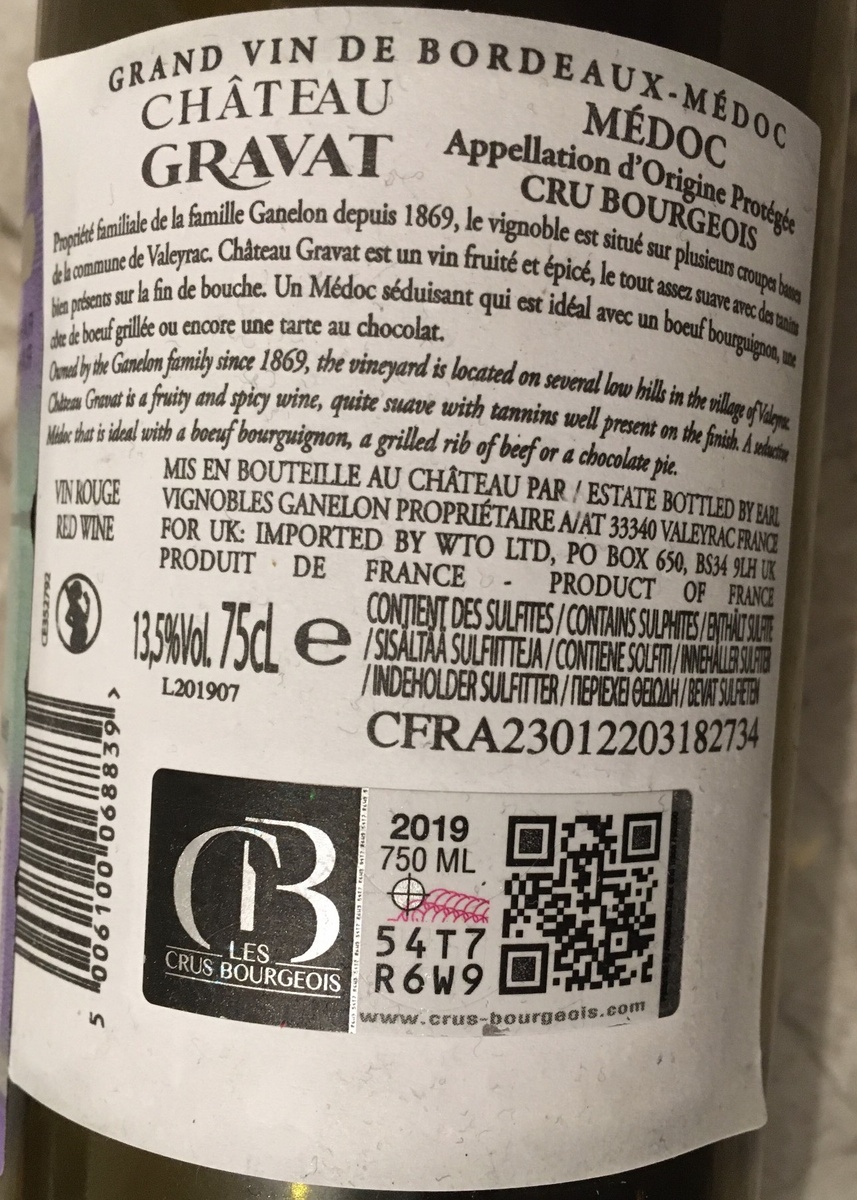 GRAND VIN DE BORDEAUX-MÉDOC
CHÂTEAU
GRAVAT
MÉDOC
Appellation d'Origine Protégée
CRU BOURGEOIS
Propriété familiale de la famille Ganelon depuis 1869, le vignoble est situé sur plusieurs croupes basses
de la commune de Valeyrac. Château Gravat est un vin fruité et épicé, le tout assez suave avec des tanins
bien présents sur la fin de bouche. Un Médoc séduisant qui est idéal avec un boeuf bourguignon, une
côte de boeuf grillée ou encore une tarte au chocolat.
Owned by the Ganelon family since 1869, the vineyard is located on several low hills in the village of Valeyrac.
Château Gravat is a fruity and spicy wine, quite suave with tannins well present on the finish. A seductive
Médoc that is ideal with a boeuf bourguignon, a grilled rib of beef or a chocolate pie.
VIN ROUGE
RED WINE
MIS EN BOUTEILLE AU CHÂTEAU PAR / ESTATE BOTTLED BY EARL
VIGNOBLES GANELON PROPRIÉTAIRE A/AT 33340 VALEYRAC FRANCE
FOR UK: IMPORTED BY WTO LTD, PO BOX 650, BS34 9LH UK
PRODUIT DE FRANCE - PRODUCT OF FRANCE
CE352792
13,5%Vol. 75cL e
L201907
CONTIENT DES SULFITES / CONTAINS SULPHITES / ENTHÄLT SULFITE
/ SISÄLTÄÄ SULFIITTEJA / CONTIENE SOLFITI / INNEHÅLLER SULFITER
/ INDEHOLDER SULFITTER / ΠΕΡΙΕΧΕΙ ΘΕΙΩΔΗ / BEVAT SULFIETEN
CFRA23012203182734
5 006100 068839 >
CB
LES
CRUS BOURGEOIS
2019
750 ML
54T7
R6W9
www.crus-bourgeois.com